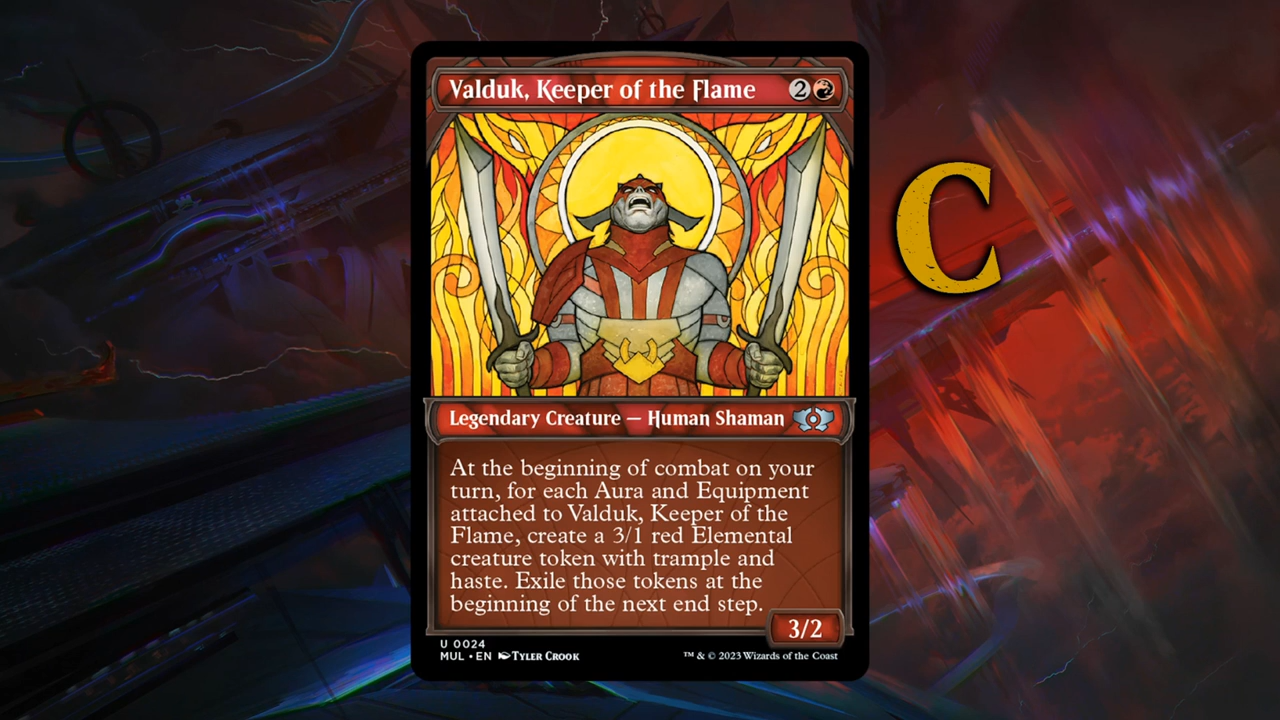 Valduk, Keeper of the Flame 2
C
Legendary Creature — Human Shaman
At the beginning of combat on your
turn, for each Aura and Equipment
attached to Valduk, Keeper of the
Flame, create a 3/1 red Elemental
creature token with trample and
haste. Exile those tokens at the
beginning of the next end step.
3/2
U 0024
MUL • EN Tyler Crook
™ & © 2023 Wizards of the Coast